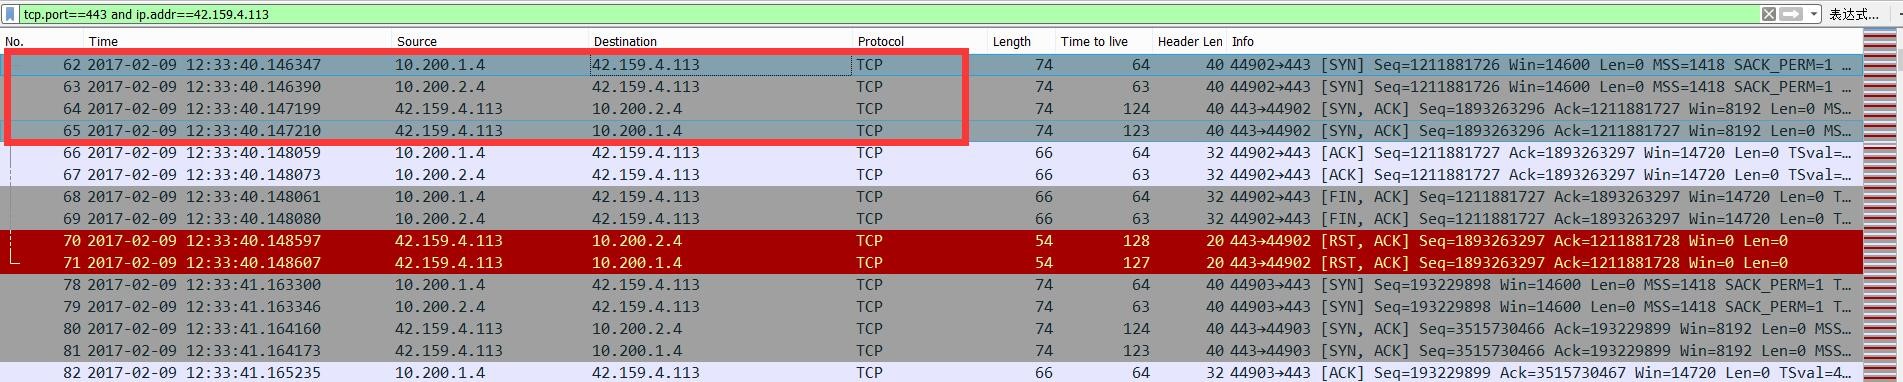 tcp.port==443 and ip.addr==42.159.4.113 表达式…
No. Time Source Destination Protocol Length Time to live Header Len Info
62 2017-02-09 12:33:40.146347 10.200.1.4 42.159.4.113 TCP 74 64 40 44902→443 [SYN] Seq=1211881726 Win=14600 Len=0 MSS=1418 SACK_PERM=1 …
63 2017-02-09 12:33:40.146390 10.200.2.4 42.159.4.113 TCP 74 63 40 44902→443 [SYN] Seq=1211881726 Win=14600 Len=0 MSS=1418 SACK_PERM=1 …
64 2017-02-09 12:33:40.147199 42.159.4.113 10.200.2.4 TCP 74 124 40 443→44902 [SYN, ACK] Seq=1893263296 Ack=1211881727 Win=8192 Len=0 MS…
65 2017-02-09 12:33:40.147210 42.159.4.113 10.200.1.4 TCP 74 123 40 443→44902 [SYN, ACK] Seq=1893263296 Ack=1211881727 Win=8192 Len=0 MS…
66 2017-02-09 12:33:40.148059 10.200.1.4 42.159.4.113 TCP 66 64 32 44902→443 [ACK] Seq=1211881727 Ack=1893263297 Win=14720 Len=0 TSval=…
67 2017-02-09 12:33:40.148073 10.200.2.4 42.159.4.113 TCP 66 63 32 44902→443 [ACK] Seq=1211881727 Ack=1893263297 Win=14720 Len=0 TSval=…
68 2017-02-09 12:33:40.148061 10.200.1.4 42.159.4.113 TCP 66 64 32 44902→443 [FIN, ACK] Seq=1211881727 Ack=1893263297 Win=14720 Len=0 T…
69 2017-02-09 12:33:40.148080 10.200.2.4 42.159.4.113 TCP 66 63 32 44902→443 [FIN, ACK] Seq=1211881727 Ack=1893263297 Win=14720 Len=0 T…
70 2017-02-09 12:33:40.148597 42.159.4.113 10.200.2.4 TCP 54 128 20 443→44902 [RST, ACK] Seq=1893263297 Ack=1211881728 Win=0 Len=0
71 2017-02-09 12:33:40.148607 42.159.4.113 10.200.1.4 TCP 54 127 20 443→44902 [RST, ACK] Seq=1893263297 Ack=1211881728 Win=0 Len=0
78 2017-02-09 12:33:41.163300 10.200.1.4 42.159.4.113 TCP 74 64 40 44903→443 [SYN] Seq=193229898 Win=14600 Len=0 MSS=1418 SACK_PERM=1 T…
79 2017-02-09 12:33:41.163346 10.200.2.4 42.159.4.113 TCP 74 63 40 44903→443 [SYN] Seq=193229898 Win=14600 Len=0 MSS=1418 SACK_PERM=1 T…
80 2017-02-09 12:33:41.164160 42.159.4.113 10.200.2.4 TCP 74 124 40 443→44903 [SYN, ACK] Seq=3515730466 Ack=193229899 Win=8192 Len=0 MSS…
81 2017-02-09 12:33:41.164173 42.159.4.113 10.200.1.4 TCP 74 123 40 443→44903 [SYN, ACK] Seq=3515730466 Ack=193229899 Win=8192 Len=0 MSS…
82 2017-02-09 12:33:41.165235 10.200.1.4 42.159.4.113 TCP 66 64 32 44903→443 [ACK] Seq=193229899 Ack=3515730467 Win=14720 Len=0 TSval=4…